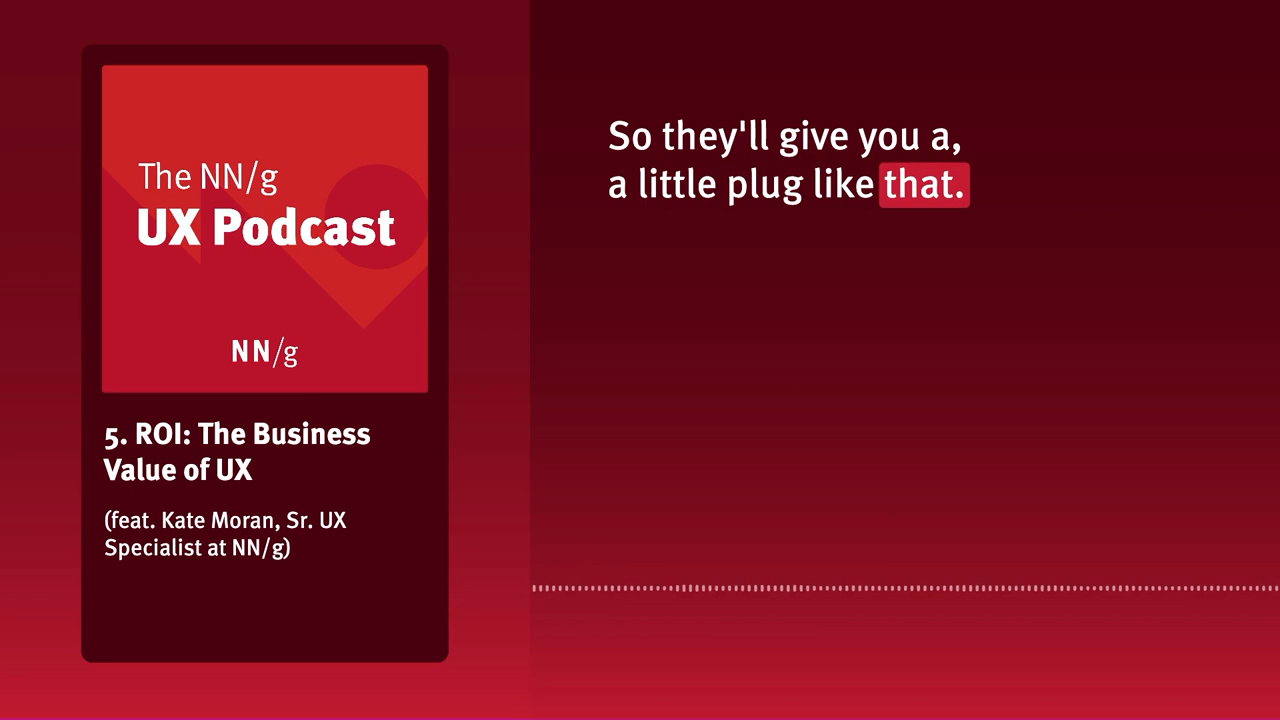 The NN/g
UX Podcast
NN/g
5. ROI: The Business
Value of UX
(feat. Kate Moran, Sr. UX
Specialist at NN/g)
So they'll give you a,
a little plug like that.